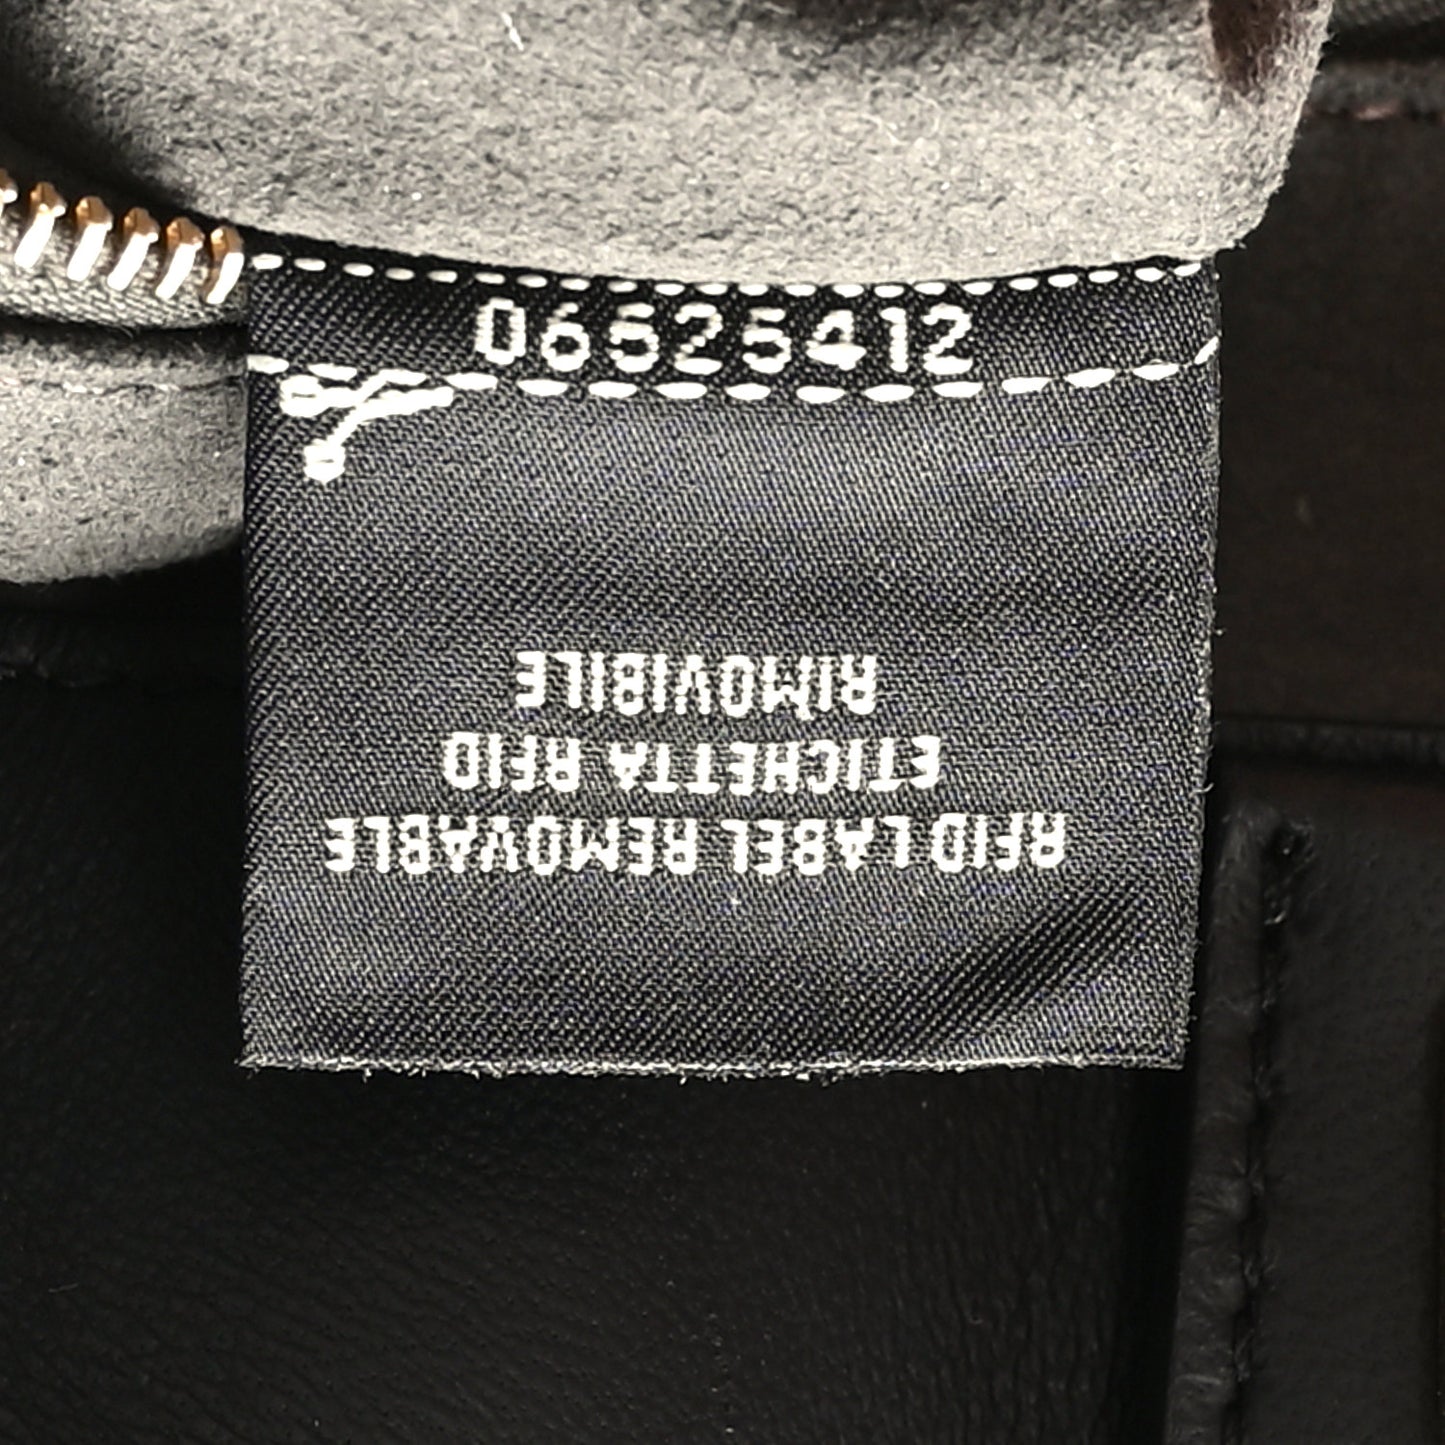 06525412
RFID LABEL REMOVABLE
ETICHETTA RFID
RIMOVIBILE